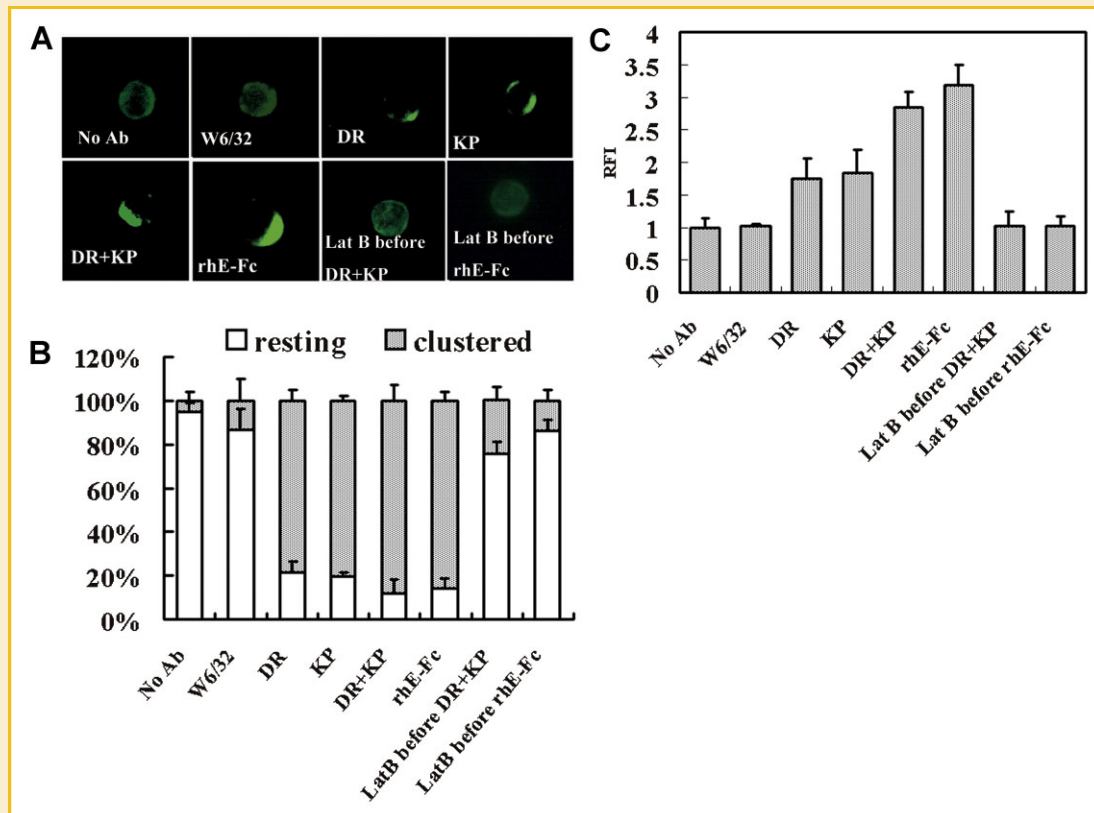 A
No Ab
W6/32
DR
KP
DR+KP
rhE-Fc
Lat B before
DR+KP
Lat B before
rhE-Fc
B
resting
clustered
120%
100%
80%
60%
40%
20%
0%
No Ab
W6/32
DR
KP
DR+KP
rhE-Fc
LatB before DR+KP
LatB before rhE-Fc
C
RFI
4
3.5
3
2.5
2
1.5
1
0.5
0
No Ab
W6/32
DR
KP
DR+KP
rhE-Fc
Lat B before DR+KP
Lat B before rhE-Fc